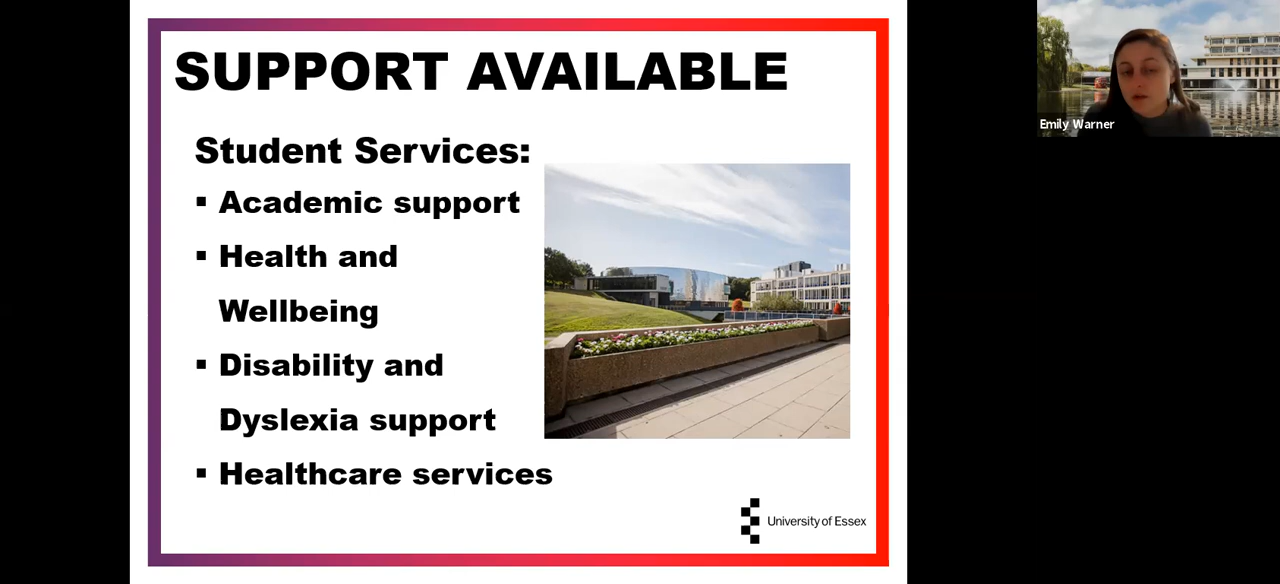 SUPPORT AVAILABLE
Student Services:
▪ Academic support
▪ Health and
Wellbeing
▪ Disability and
Dyslexia support
▪ Healthcare services
University of Essex
Emily Warner